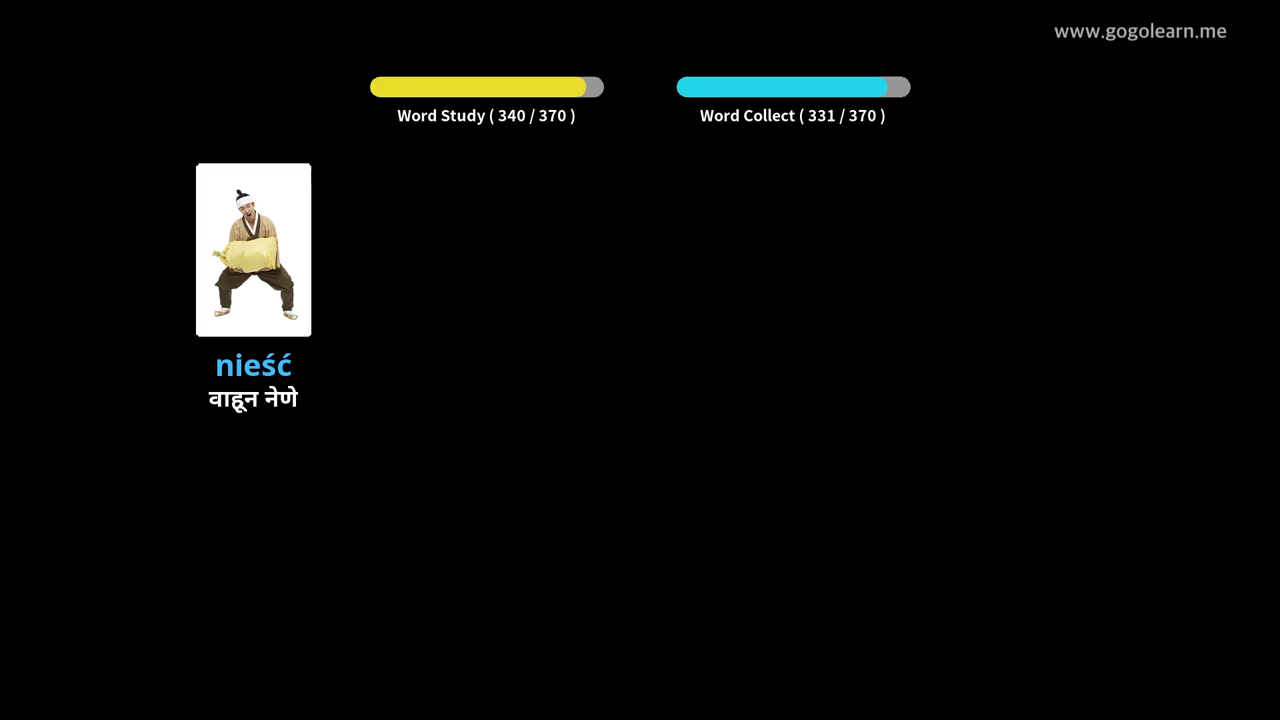 www.gogolearn.me
Word Study ( 340 / 370 )
Word Collect ( 331 / 370 )
nieść
वाहून नेणे